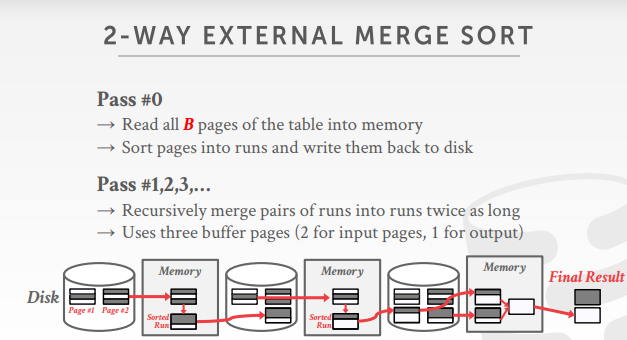 2-WAY EXTERNAL MERGE SORT
Pass #0
→ Read all B pages of the table into memory
→ Sort pages into runs and write them back to disk
Pass #1,2,3,…
→ Recursively merge pairs of runs into runs twice as long
→ Uses three buffer pages (2 for input pages, 1 for output)
Memory
Memory
Memory
Final Result
Disk
Page #1
Page #2
Sorted
Run
Sorted
Run